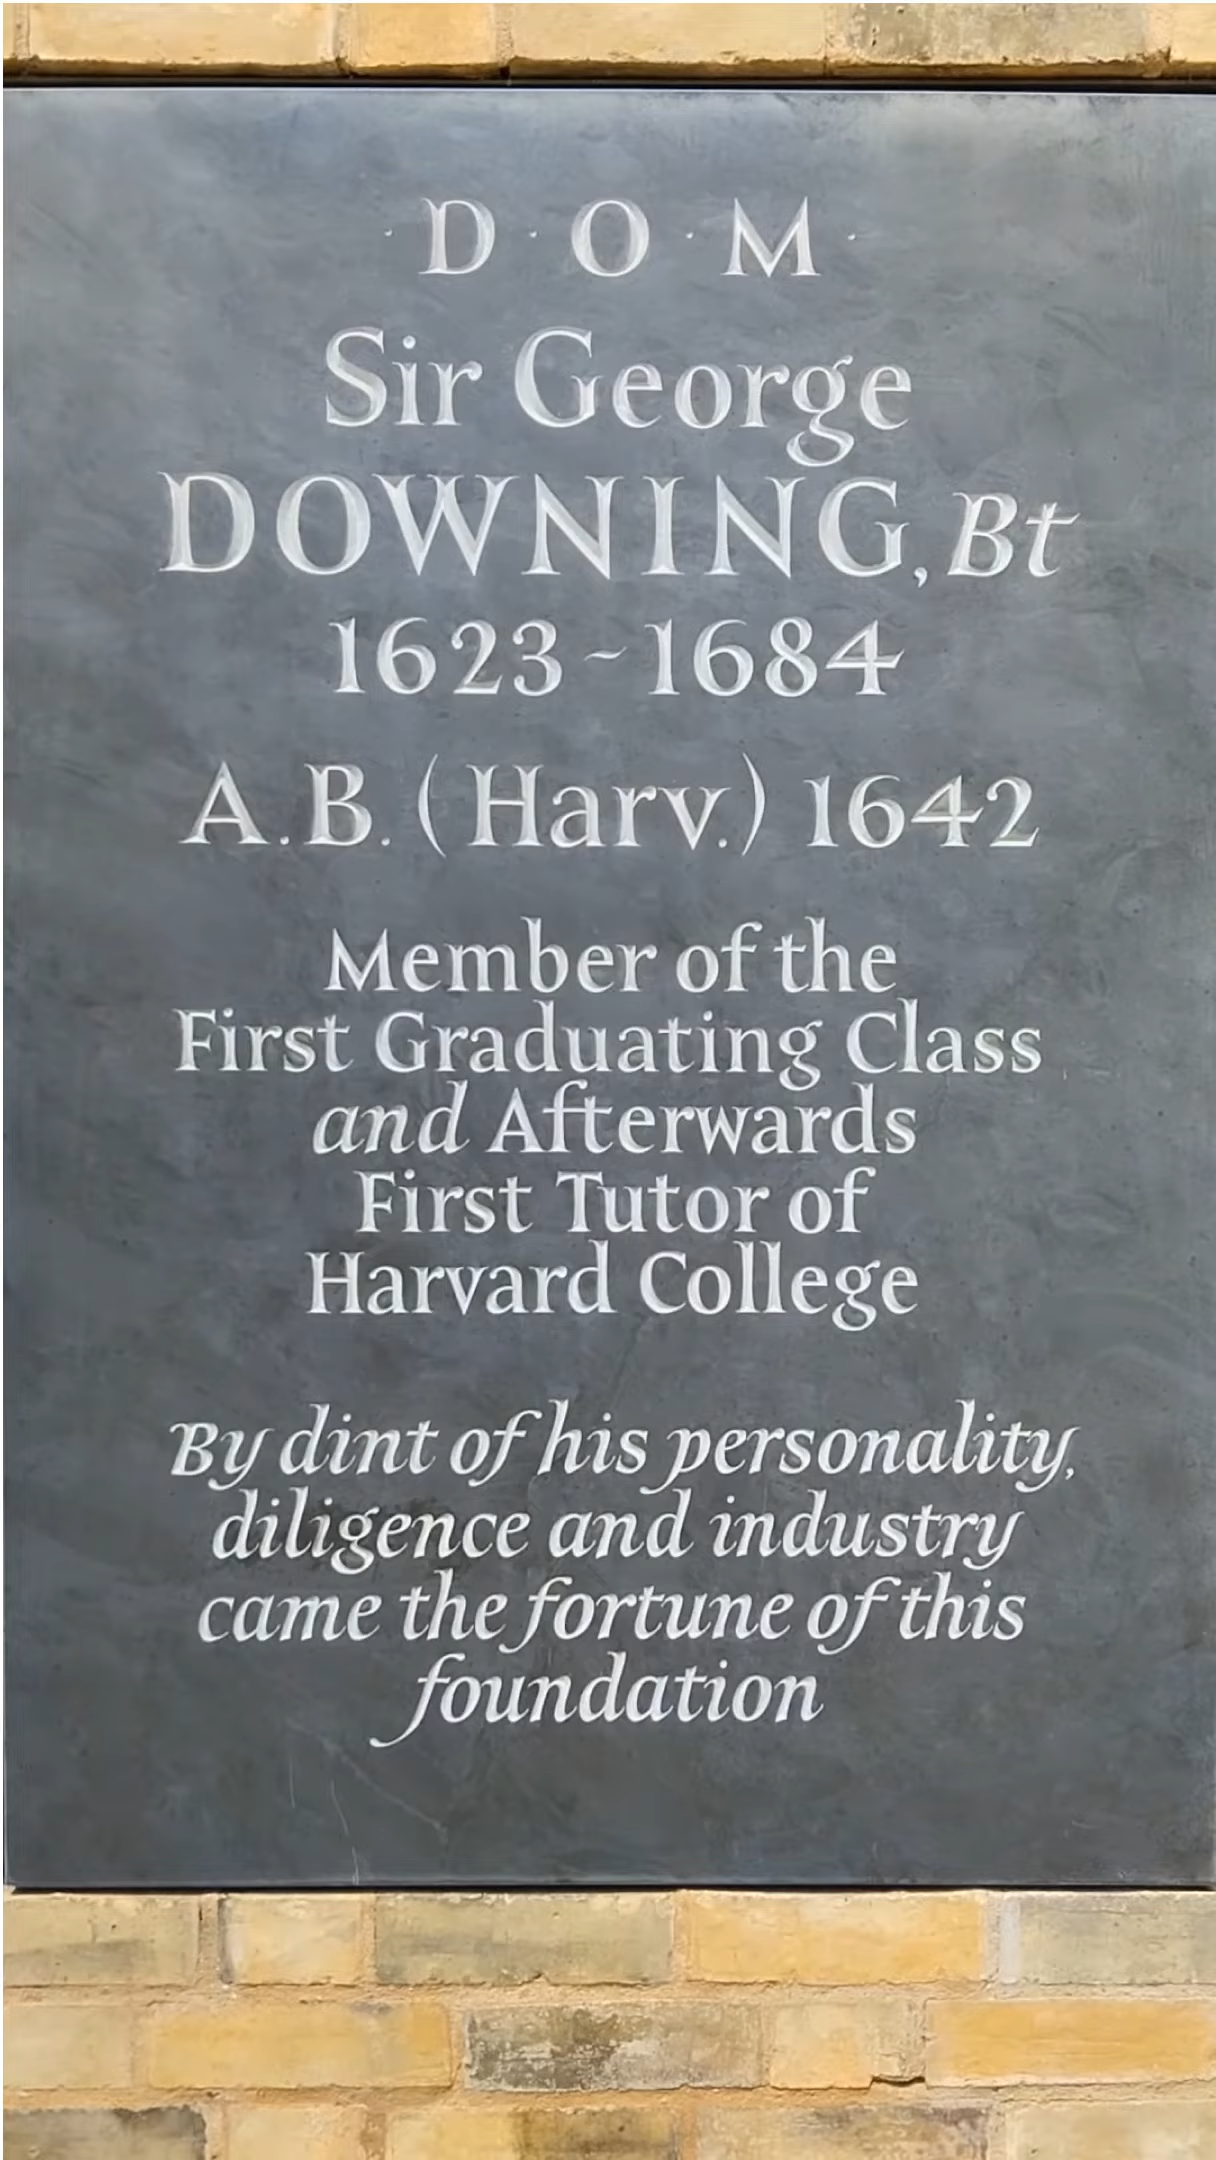 · D · O · M ·
Sir George
DOWNING, Bt
1623 ~ 1684
A.B. (Harv.) 1642
Member of the
First Graduating Class
and Afterwards
First Tutor of
Harvard College
By dint of his personality,
diligence and industry
came the fortune of this
foundation